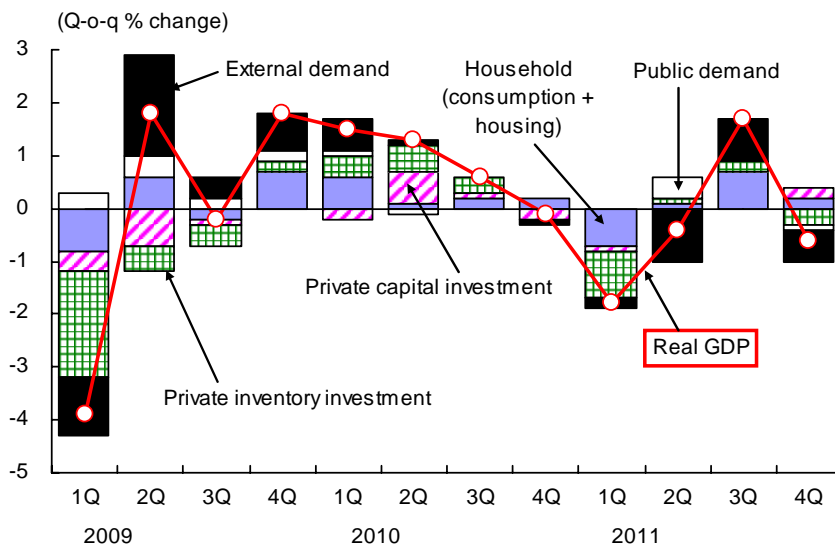 (Q-o-q % change)
3
2
1
0
-1
-2
-3
-4
-5
External demand
Household
(consumption +
housing)
Public demand
Private capital investment
Private inventory investment
Real GDP
1Q 2Q 3Q 4Q 1Q 2Q 3Q 4Q 1Q 2Q 3Q 4Q
2009 2010 2011